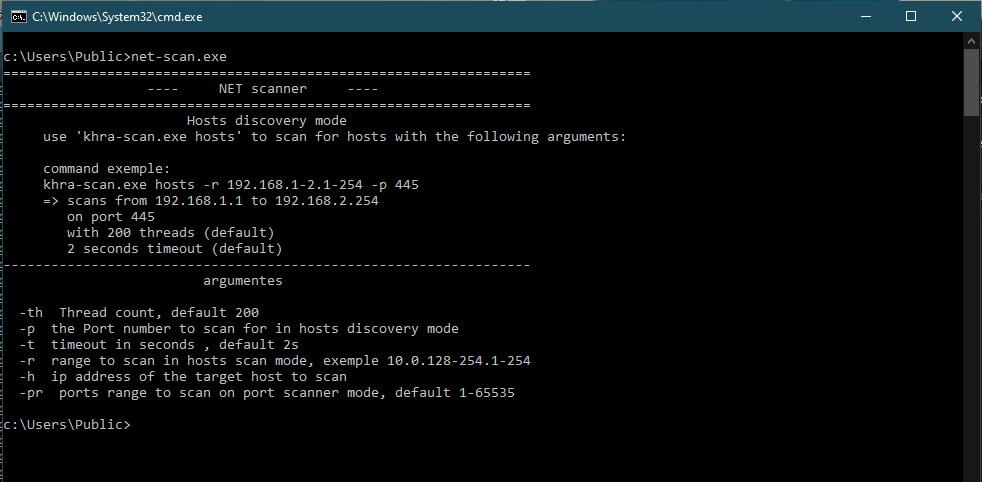 C:\Windows\System32\cmd.exe
c:\Users\Public>net-scan.exe
==================================================================
---- NET scanner ----
==================================================================
Hosts discovery mode
use 'khra-scan.exe hosts' to scan for hosts with the following arguments:
command exemple:
khra-scan.exe hosts -r 192.168.1-2.1-254 -p 445
=> scans from 192.168.1.1 to 192.168.2.254
on port 445
with 200 threads (default)
2 seconds timeout (default)
------------------------------------------------------------------
argumentes
-th Thread count, default 200
-p the Port number to scan for in hosts discovery mode
-t timeout in seconds , default 2s
-r range to scan in hosts scan mode, exemple 10.0.128-254.1-254
-h ip address of the target host to scan
-pr ports range to scan on port scanner mode, default 1-65535
c:\Users\Public>